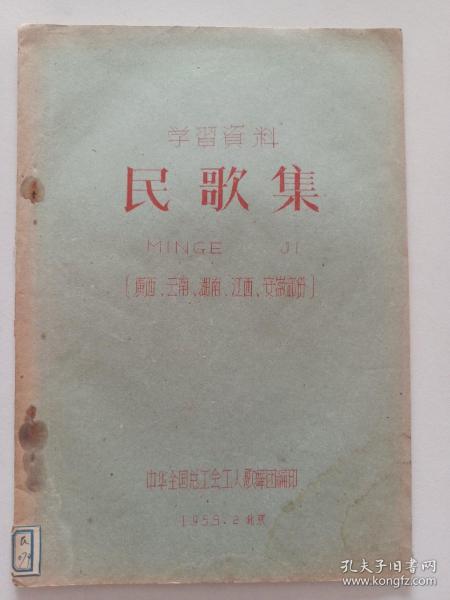 学習資料
民歌集
MINGE JI
〔廣西、云南、湖南、江西、安徽部份〕
中华全国总工会工人歌舞团編印
1955.2 北京
孔夫子旧书网
www.kongfz.com